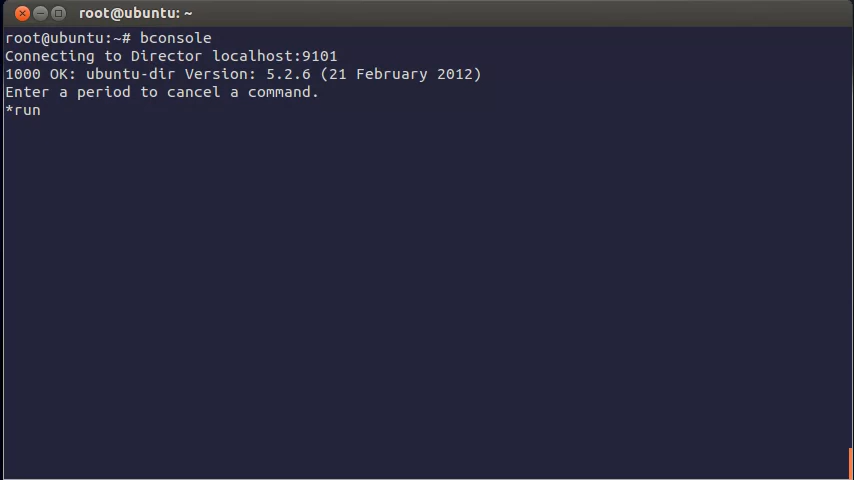 root@ubuntu: ~
root@ubuntu:~# bconsole
Connecting to Director localhost:9101
1000 OK: ubuntu-dir Version: 5.2.6 (21 February 2012)
Enter a period to cancel a command.
*run